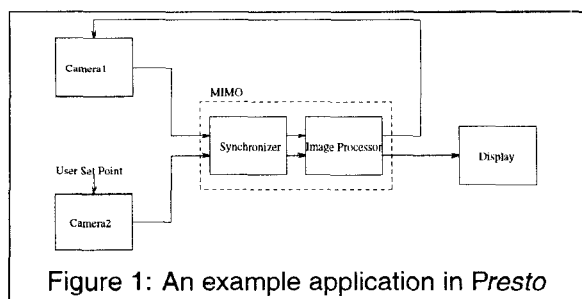 Camera1
MIMO
Synchronizer
Image Processor
Display
User Set Point
Camera2
Figure 1: An example application in Presto